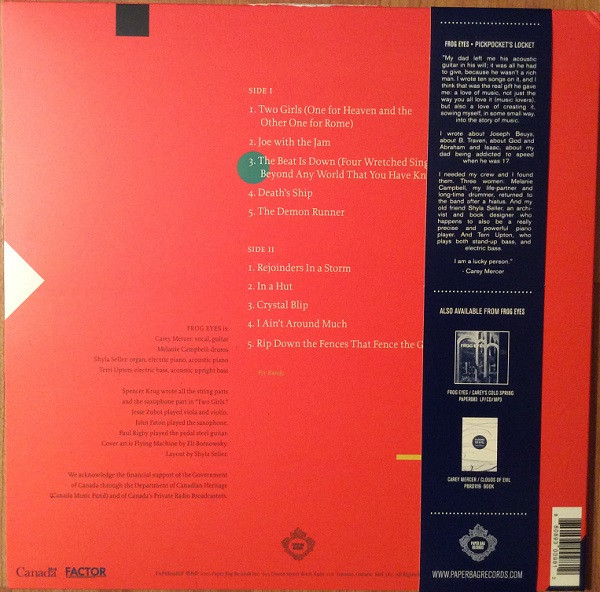 SIDE I
1. Two Girls (One for Heaven and the
Other One for Rome)
2. Joe with the Jam
3. The Beat Is Down (Four Wretched Sing
Beyond Any World That You Have Kn
4. Death's Ship
5. The Demon Runner
SIDE II
1. Rejoinders In a Storm
2. In a Hut
3. Crystal Blip
4. I Ain't Around Much
5. Rip Down the Fences That Fence the G
FROG EYES is
Carey Mercer: vocal, guitar
Melanie Campbell: drums
Shyla Seller: organ, electric piano, acoustic piano
Terri Upton: electric bass, acoustic upright bass
Spencer Krug wrote all the string parts
and the saxophone part in "Two Girls."
Jesse Zubot played viola and violin.
John Paton played the saxophone.
Paul Rigby played the pedal steel guitar.
Cover art is Flying Machine by Eli Bornowsky.
Layout by Shyla Seller.
We acknowledge the financial support of the Government
of Canada through the Department of Canadian Heritage
(Canada Music Fund) and of Canada's Private Radio Broadcasters.
Canada FACTOR
FROG EYES • PICKPOCKET'S LOCKET
"My dad left me his acoustic
guitar in his will; it was all he had
to give, because he wasn't a rich
man. I wrote ten songs on it, and I
think that was the real gift he gave
me: a love of music, not just the
way you all love it (music lovers),
but also a love of creating it,
sowing myself, in some small way,
into the story of music.
I wrote about Joseph Beuys,
about B. Traven, about God and
Abraham and Isaac, about my
dad being addicted to speed
when he was 17.
I needed my crew and I found
them. Three women: Melanie
Campbell, my life-partner and
long-time drummer, returned to
the band after a hiatus. And my
old friend Shyla Seller, an archi-
vist and book designer who
happens to also be a really
precise and powerful piano
player. And Terri Upton, who
plays both stand-up bass, and
electric bass.
I am a lucky person."
- Carey Mercer
ALSO AVAILABLE FROM FROG EYES
FROG EYES
FROG EYES / CAREY'S COLD SPRING
PAPER083 LP/CD/MP3
CAREY MERCER / CLOUDS OF EVIL
BOOK
PAPER BAG
RECORDS
WWW.PAPERBAGRECORDS.COM